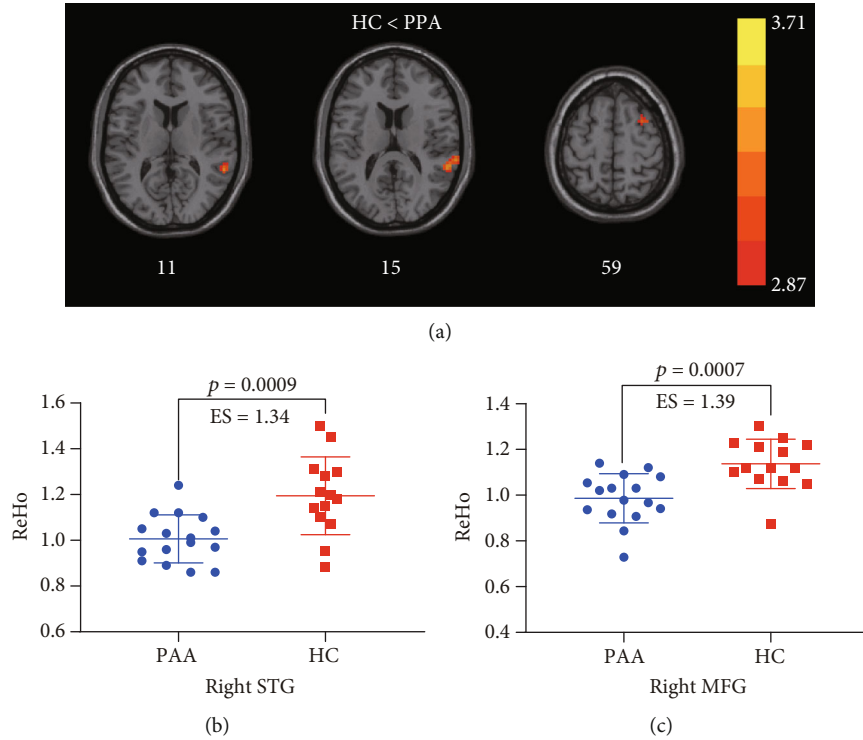 HC < PPA
3.71
11
15
59
2.87
(a)
p = 0.0009
ES = 1.34
1.6
1.4
1.2
1.0
0.8
0.6
ReHo
PAA
HC
Right STG
(b)
p = 0.0007
ES = 1.39
1.4
1.2
1.0
0.8
0.6
0.4
ReHo
PAA
HC
Right MFG
(c)